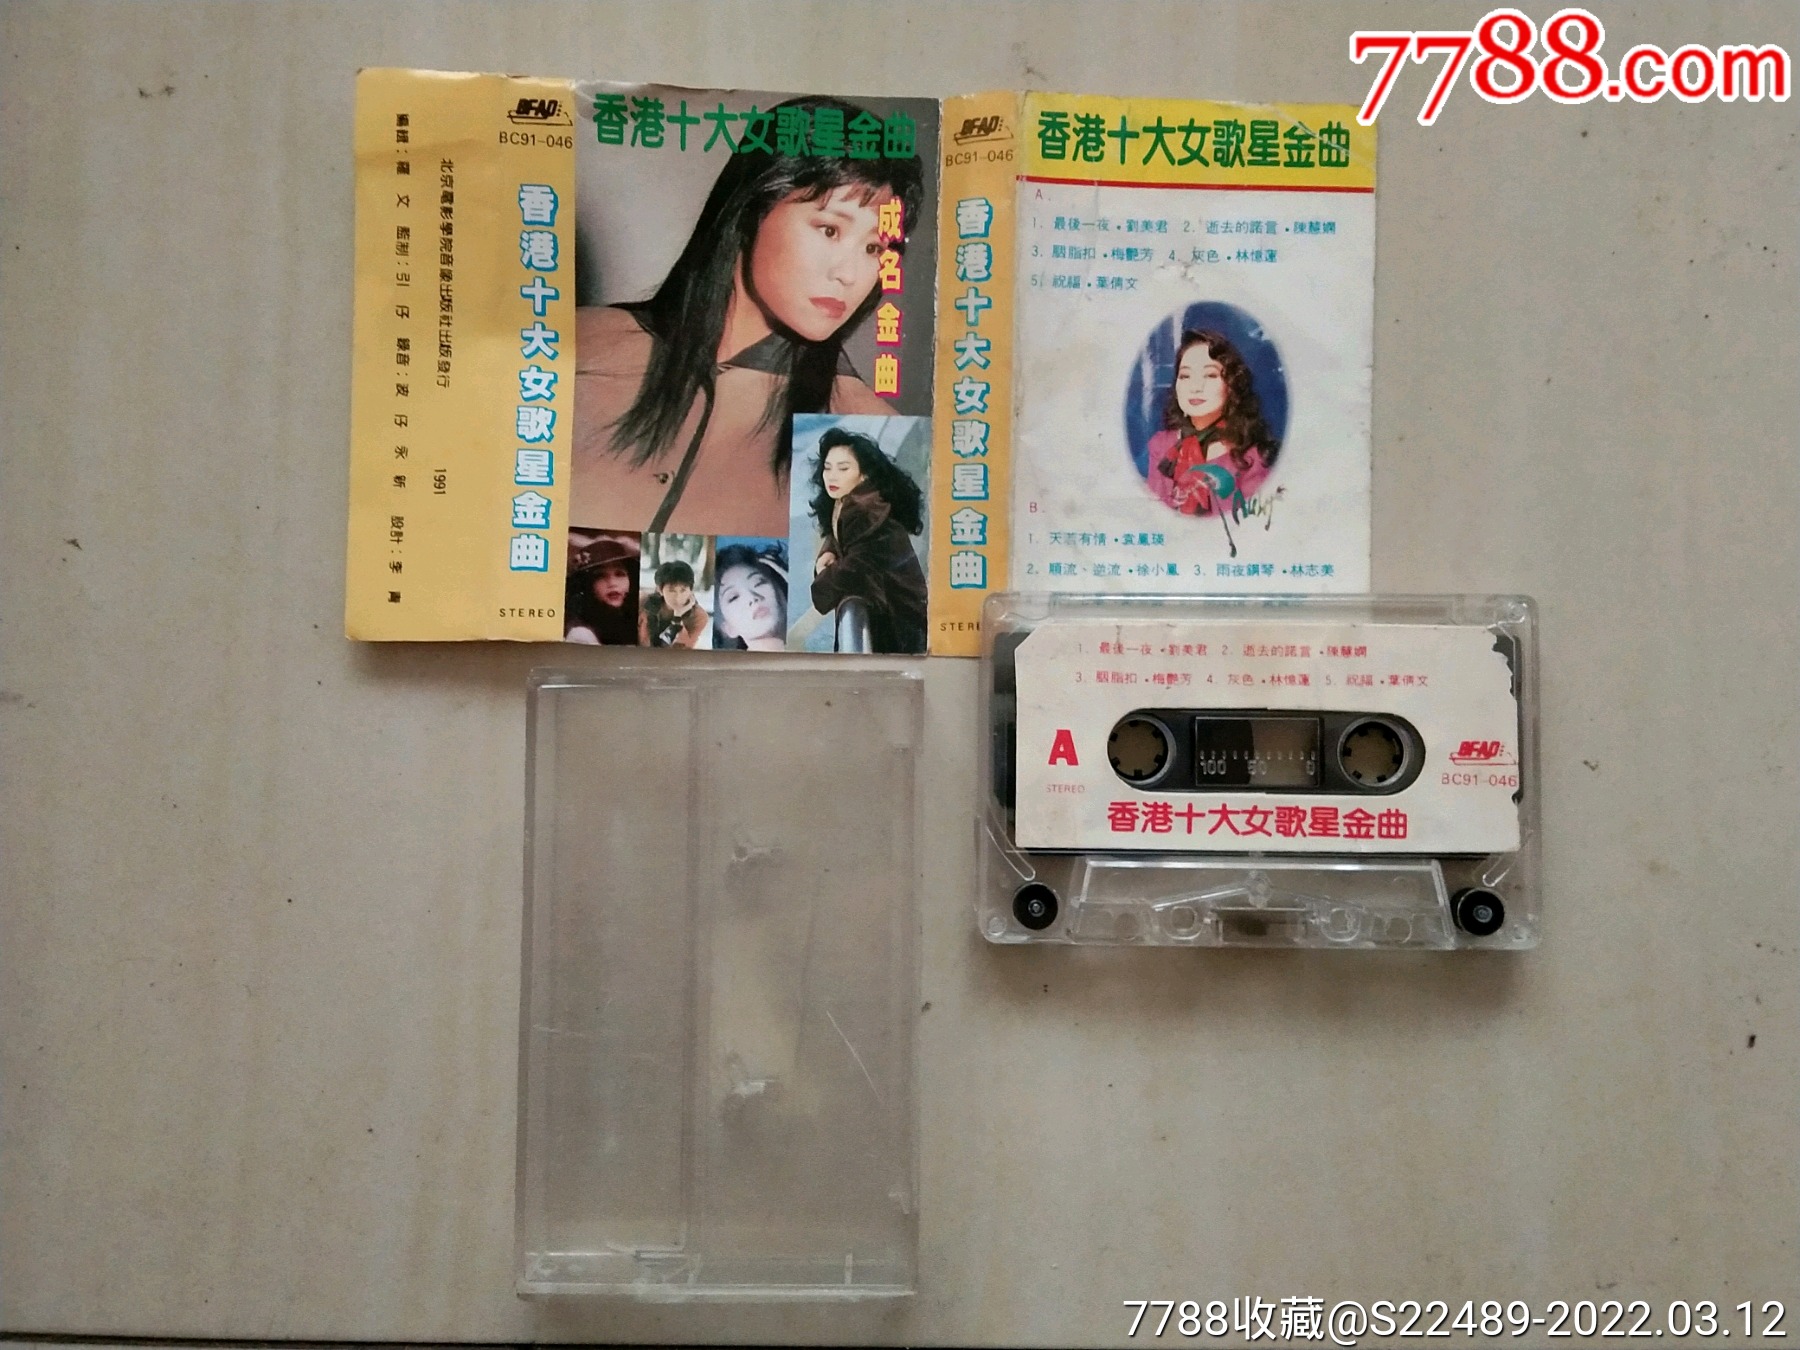 7788.com
編輯：羅 文 監制：引 仔 錄音：波 仔 永 新 設計：李 青
北京電影學院音像出版社出版發行 1991
BFAD
BC91-046
香港十大女歌星金曲
STEREO
香港十大女歌星金曲
成名金曲
BFAD
BC91-046
香港十大女歌星金曲
STEREO
香港十大女歌星金曲
A.
1. 最後一夜·劉美君 2. 逝去的諾言·陳慧嫻
3. 胭脂扣·梅艷芳 4. 灰色·林憶蓮
5. 祝福·葉倩文
B.
1. 天若有情·袁鳳瑛
2. 順流、逆流·徐小鳳 3. 雨夜鋼琴·林志美
1. 最後一夜·劉美君 2. 逝去的諾言·陳慧嫻
3. 胭脂扣·梅艷芳 4. 灰色·林憶蓮 5. 祝福·葉倩文
A
STEREO
100 50 0
BFAD
BC91-046
香港十大女歌星金曲
7788收藏@S22489-2022.03.12